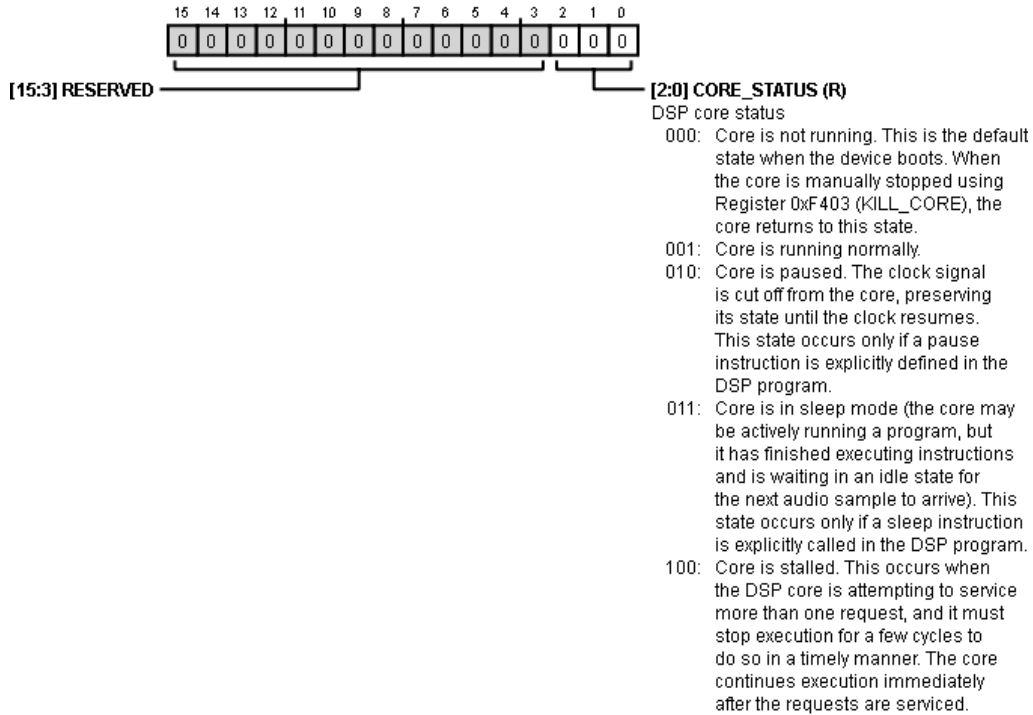 15 14 13 12 11 10 9 8 7 6 5 4 3 2 1 0
0 0 0 0 0 0 0 0 0 0 0 0 0 0 0 0
[15:3] RESERVED
[2:0] CORE_STATUS (R)
DSP core status
000: Core is not running. This is the default
state when the device boots. When
the core is manually stopped using
Register 0xF403 (KILL_CORE), the
core returns to this state.
001: Core is running normally.
010: Core is paused. The clock signal
is cut off from the core, preserving
its state until the clock resumes.
This state occurs only if a pause
instruction is explicitly defined in the
DSP program.
011: Core is in sleep mode (the core may
be actively running a program, but
it has finished executing instructions
and is waiting in an idle state for
the next audio sample to arrive). This
state occurs only if a sleep instruction
is explicitly called in the DSP program.
100: Core is stalled. This occurs when
the DSP core is attempting to service
more than one request, and it must
stop execution for a few cycles to
do so in a timely manner. The core
continues execution immediately
after the requests are serviced.